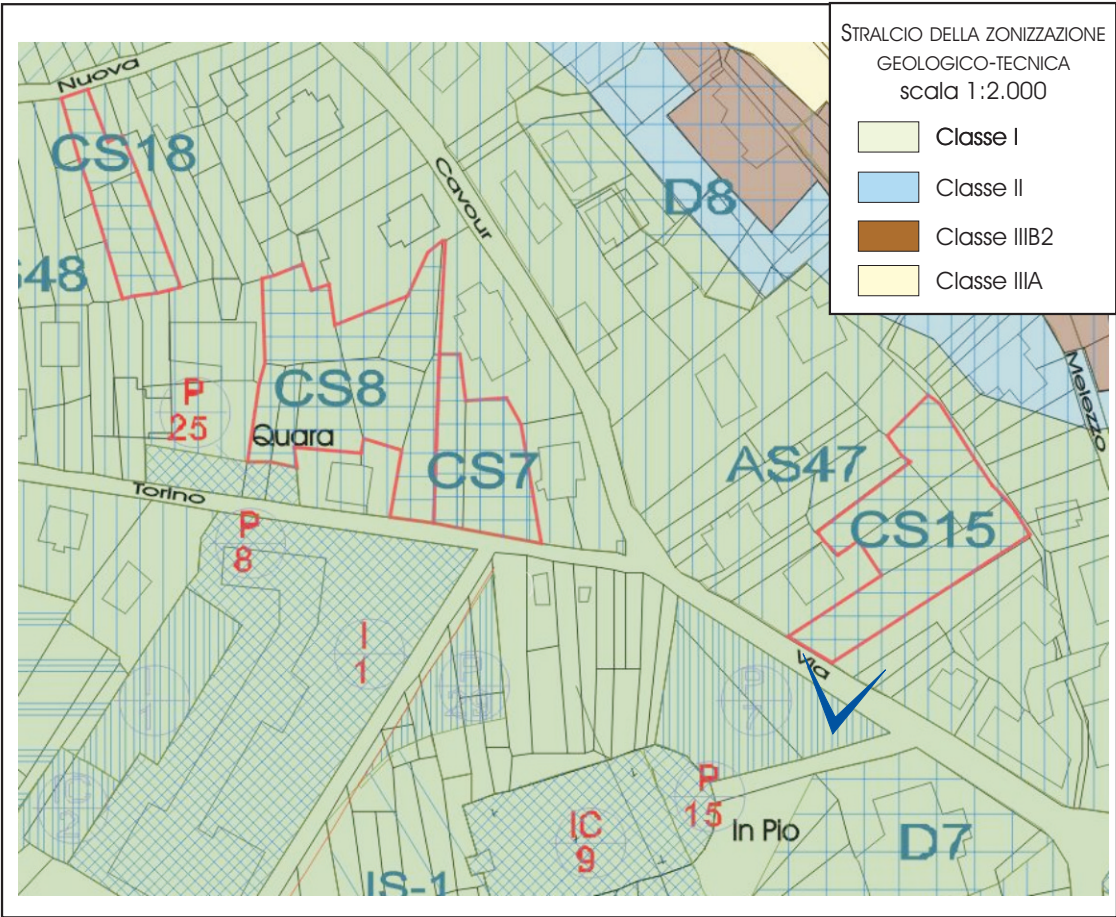 STRALCIO DELLA ZONIZZAZIONE
GEOLOGICO-TECNICA
scala 1:2.000
Classe I
Classe II
Classe IIIB2
Classe IIIA
Nuova
CS18
Cavour
D8
48
CS8
P
25
Quara
CS7
Melezzo
AS47
CS15
Torino
P
8
I
1
Via
P
7
P
15
IC
9
In Pio
D7
IS-1